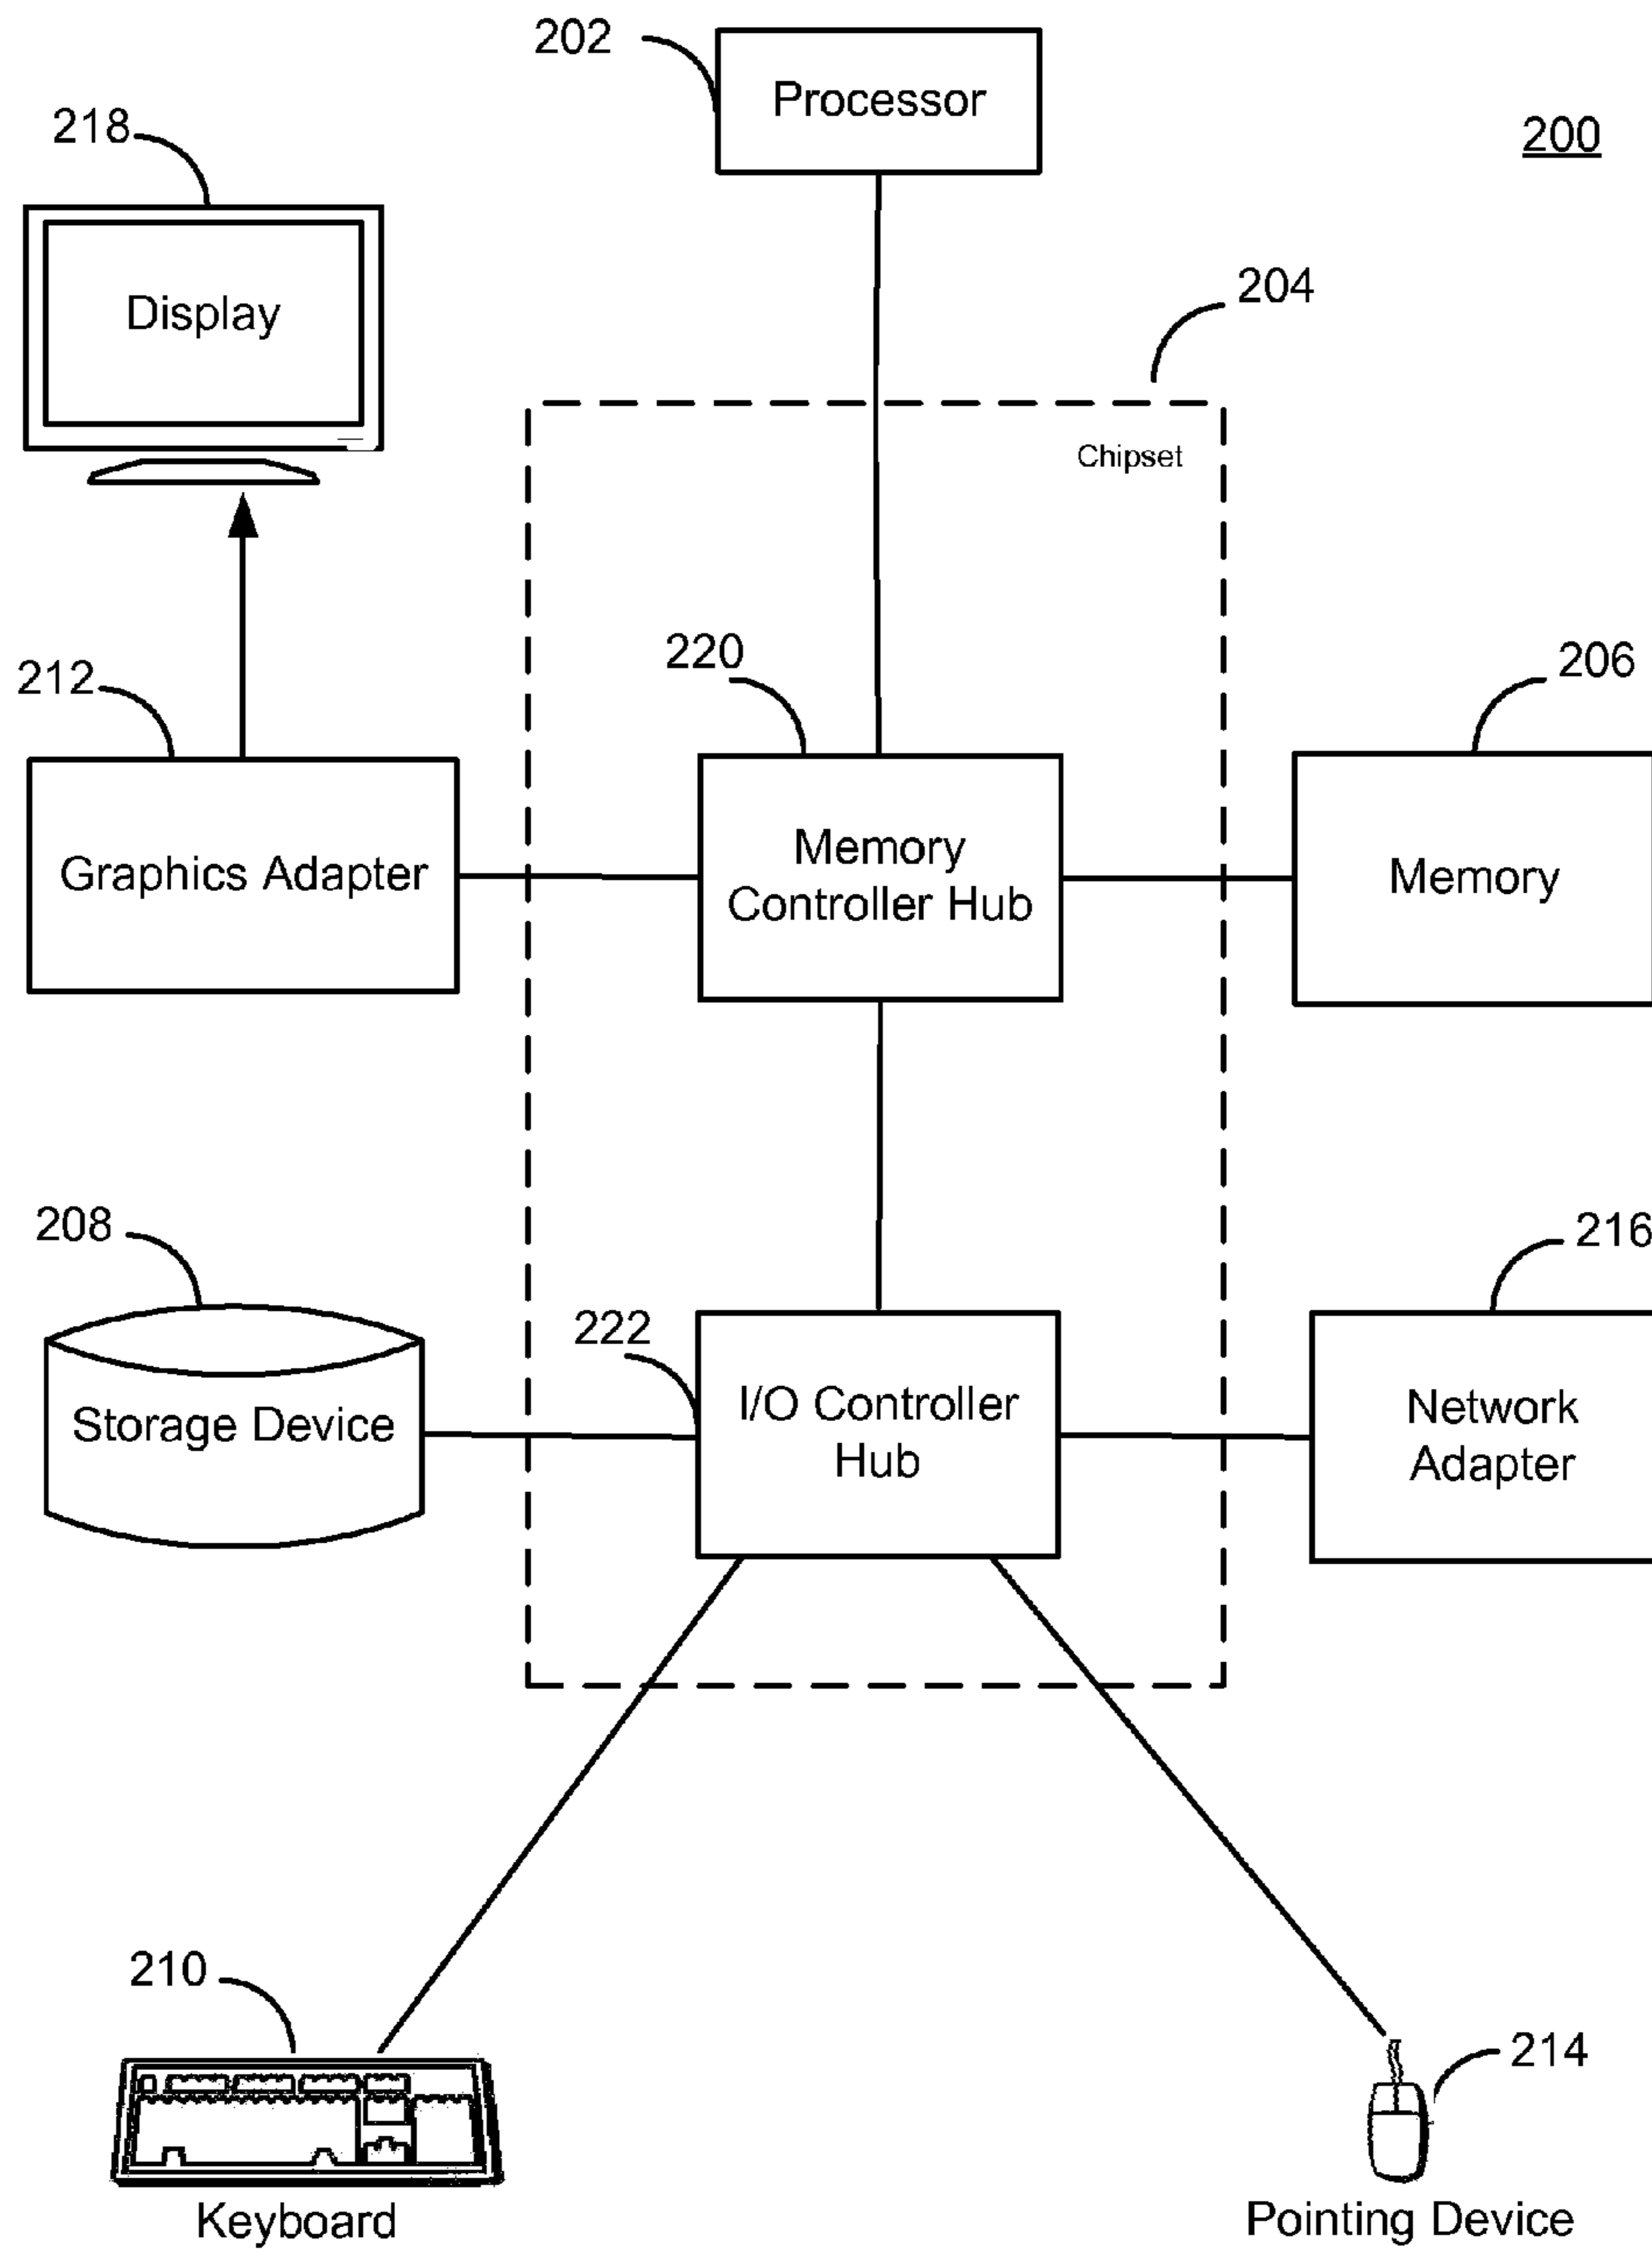 202
Processor
218
200
Display
204
Chipset
212
220
206
Graphics Adapter
Memory
Controller Hub
Memory
208
216
222
Storage Device
I/O Controller
Hub
Network
Adapter
210
214
Keyboard
Pointing Device